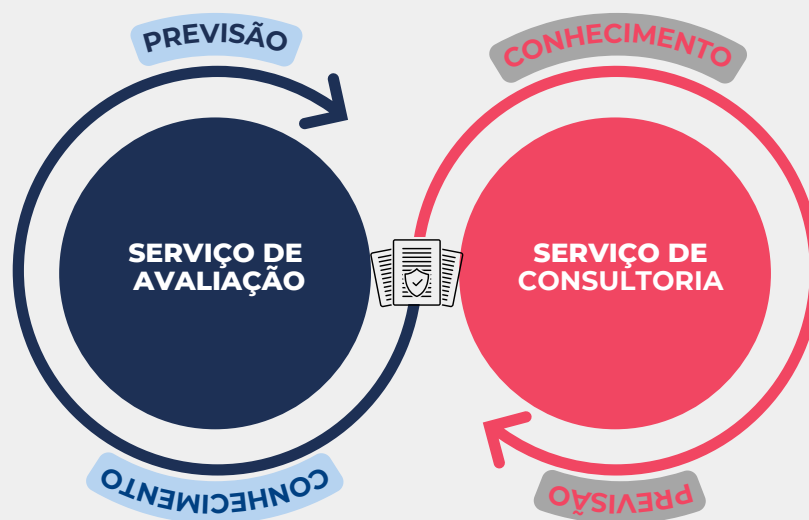 PREVISÃO
CONHECIMENTO
SERVIÇO DE
AVALIAÇÃO
SERVIÇO DE
CONSULTORIA
CONHECIMENTO
PREVISÃO